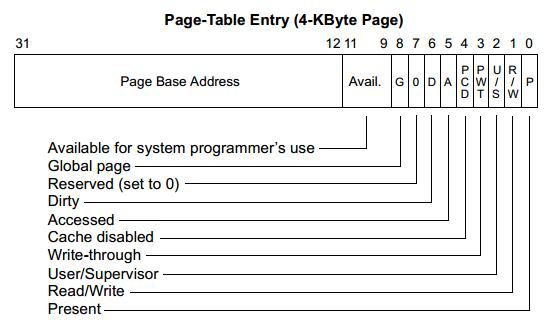 Page-Table Entry (4-KByte Page)
31 12 11 9 8 7 6 5 4 3 2 1 0
Page Base Address Avail. G 0 D A PCD PWT U/S R/W P
Available for system programmer's use
Global page
Reserved (set to 0)
Dirty
Accessed
Cache disabled
Write-through
User/Supervisor
Read/Write
Present